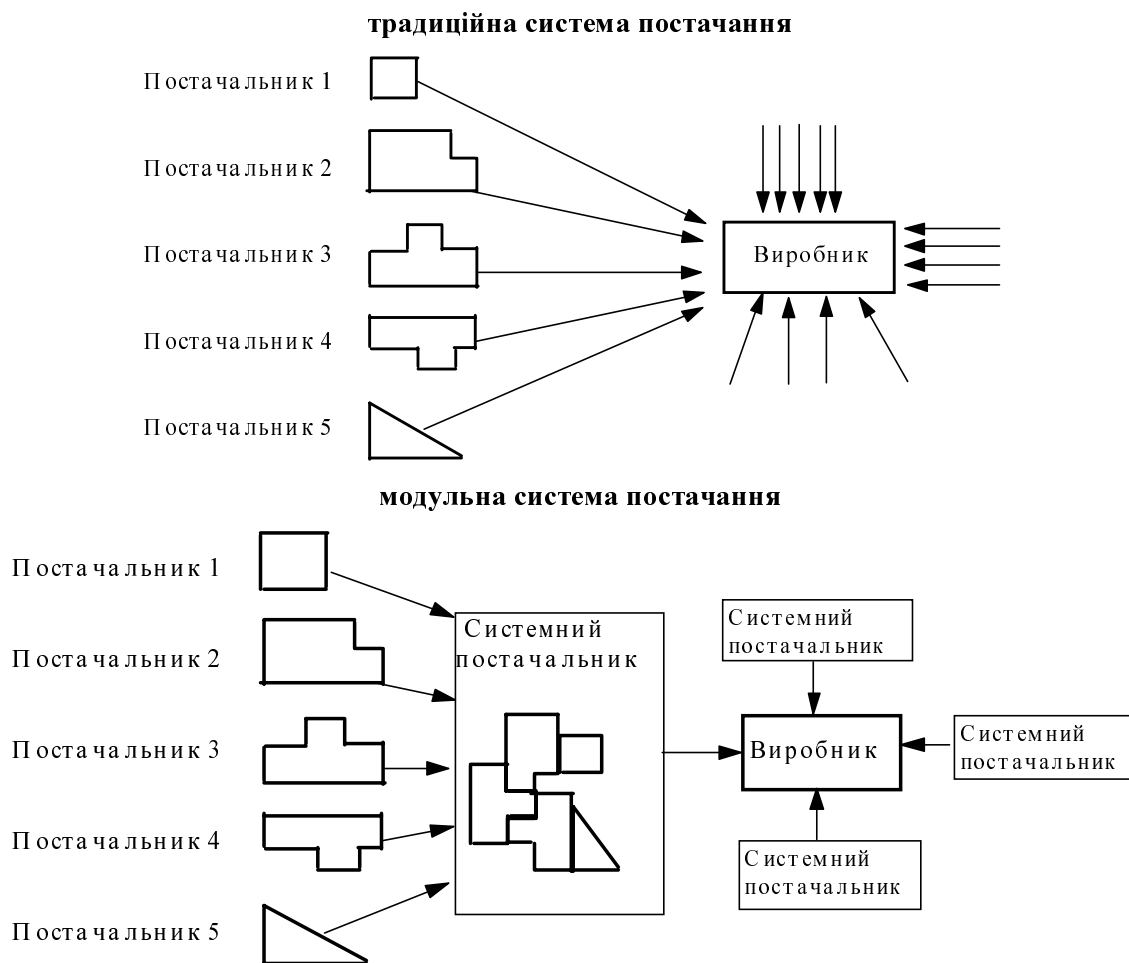 традиційна система постачання
Постачальник 1
Постачальник 2
Постачальник 3
Постачальник 4
Постачальник 5
Виробник
модульна система постачання
Постачальник 1
Постачальник 2
Постачальник 3
Постачальник 4
Постачальник 5
Системний
постачальник
Системний
постачальник
Виробник
Системний
постачальник
Системний
постачальник